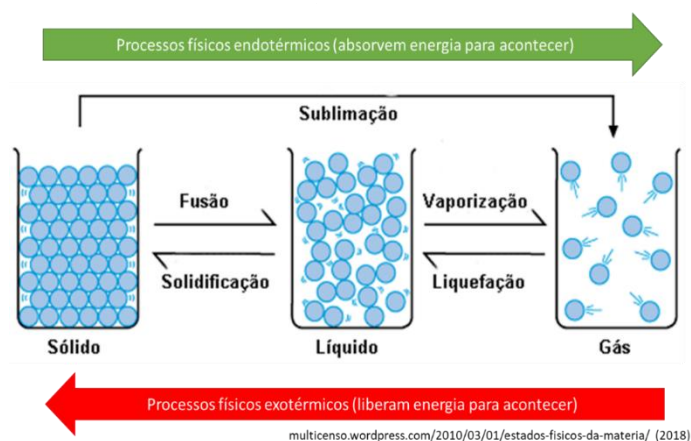 Processos físicos endotérmicos (absorvem energia para acontecer)
Sublimação
Fusão
Vaporização
Solidificação
Liquefação
Sólido
Líquido
Gás
Processos físicos exotérmicos (liberam energia para acontecer)
multicenso.wordpress.com/2010/03/01/estados-fisicos-da-materia/ (2018)